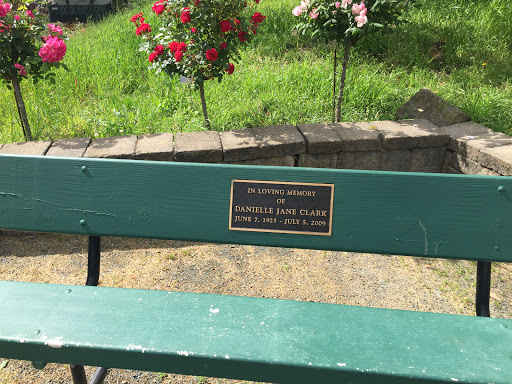 IN LOVING MEMORY
OF
DANIELLE JANE CLARK
JUNE 7, 1925 - JULY 5, 2009